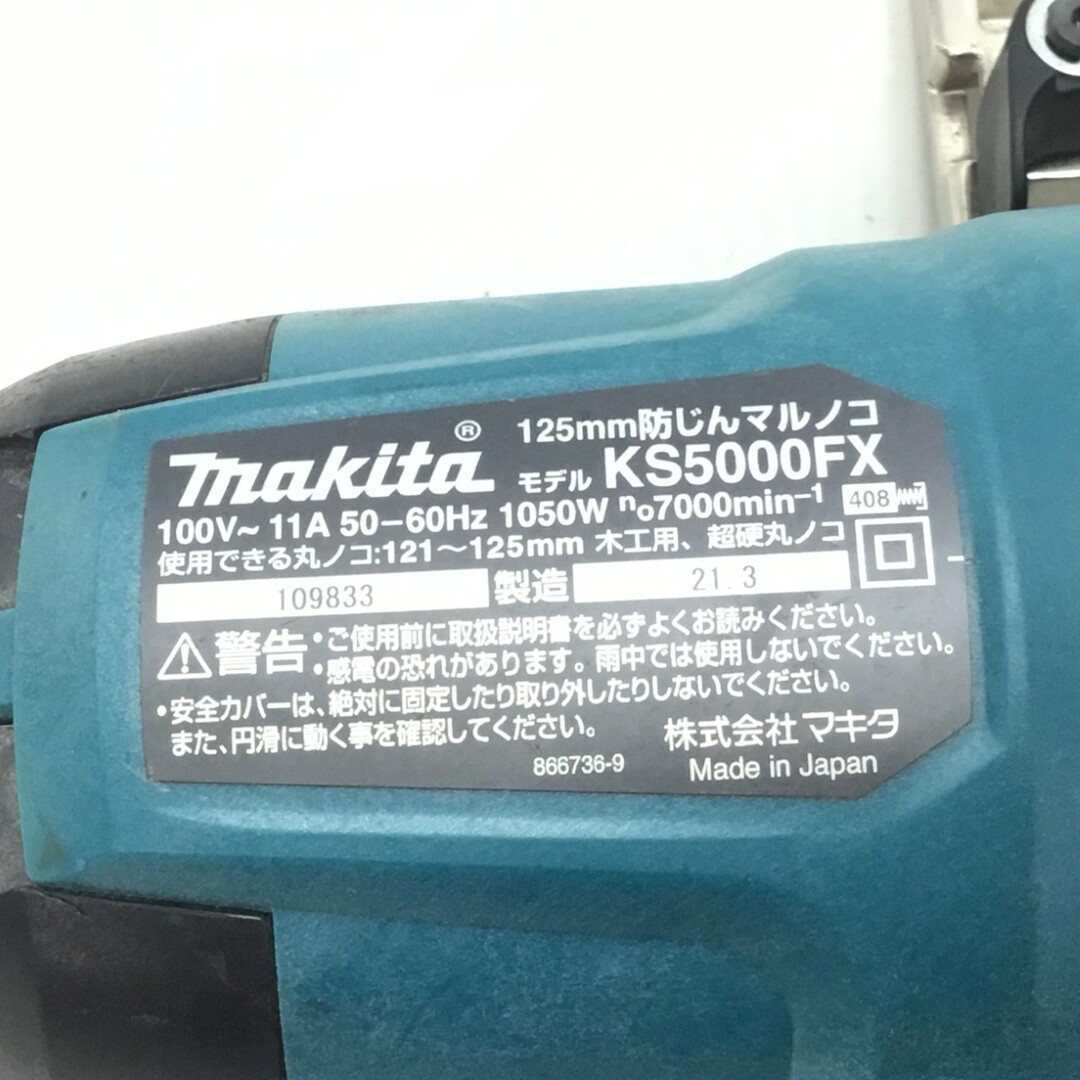 makita®
125mm防じんマルノコ
モデル KS5000FX
100V~ 11A 50-60Hz 1050W n₀7000min⁻¹
408
使用できる丸ノコ:121～125mm 木工用、超硬丸ノコ
109833 製造 21.3
⚠警告
・ご使用前に取扱説明書を必ずよくお読みください。
・感電の恐れがあります。雨中では使用しないでください。
・安全カバーは、絶対に固定したり取り外したりしないでください。
また、円滑に動く事を確認してください。
株式会社マキタ
866736-9
Made in Japan